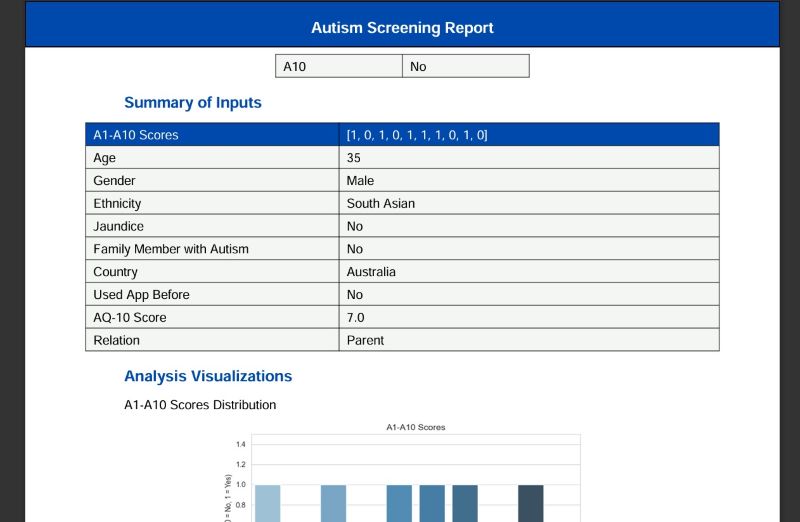 Autism Screening Report
A10 No
Summary of Inputs
A1-A10 Scores [1, 0, 1, 0, 1, 1, 1, 0, 1, 0]
Age 35
Gender Male
Ethnicity South Asian
Jaundice No
Family Member with Autism No
Country Australia
Used App Before No
AQ-10 Score 7.0
Relation Parent
Analysis Visualizations
A1-A10 Scores Distribution
A1-A10 Scores
1.4
1.2
1.0
0.8
= No, 1 = Yes)